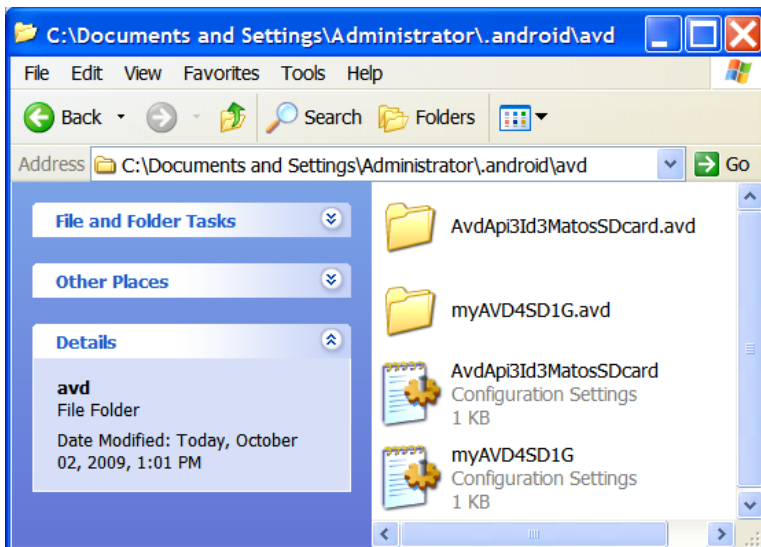 C:\Documents and Settings\Administrator\.android\avd
File Edit View Favorites Tools Help
Back Search Folders
Address C:\Documents and Settings\Administrator\.android\avd Go
File and Folder Tasks
Other Places
Details
avd
File Folder
Date Modified: Today, October
02, 2009, 1:01 PM
AvdApi3Id3MatosSDcard.avd
myAVD4SD1G.avd
AvdApi3Id3MatosSDcard
Configuration Settings
1 KB
myAVD4SD1G
Configuration Settings
1 KB